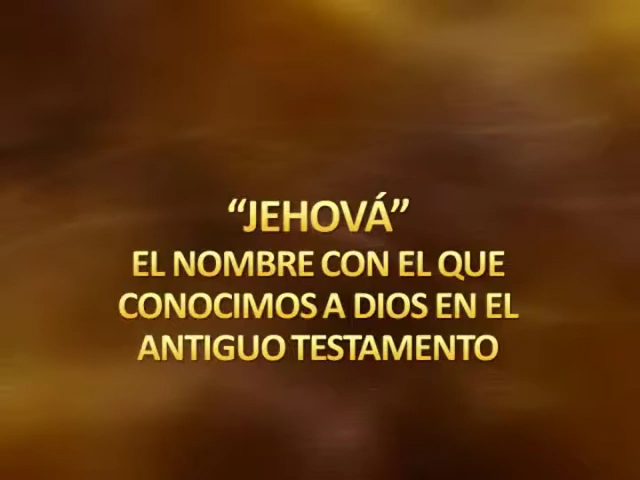 “JEHOVÁ”
EL NOMBRE CON EL QUE
CONOCIMOS A DIOS EN EL
ANTIGUO TESTAMENTO